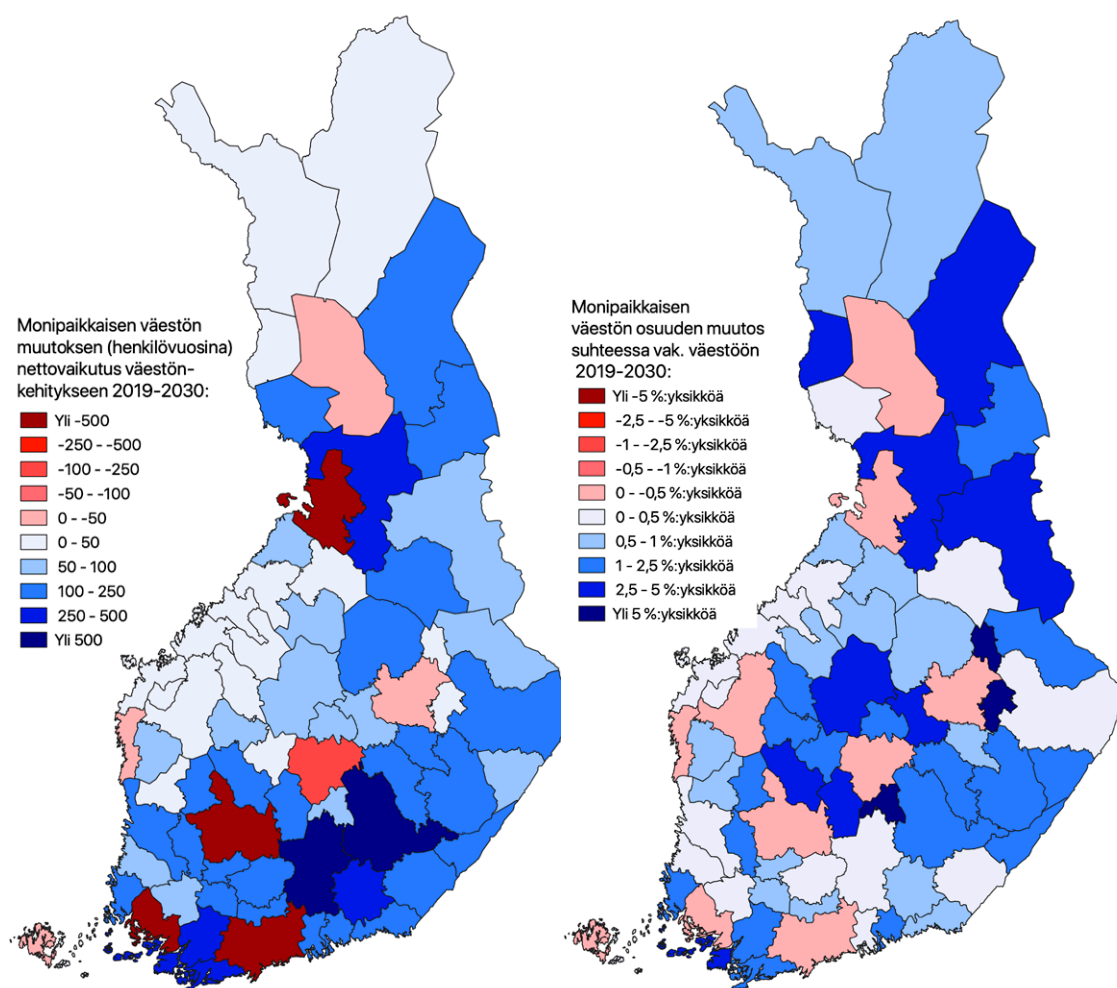 Monipaikkaisen väestön
muutoksen (henkilövuosina)
nettovaikutus väestön-
kehitykseen 2019-2030:
Yli -500
-250 - -500
-100 - -250
-50 - -100
0 - -50
0 - 50
50 - 100
100 - 250
250 - 500
Yli 500
Monipaikkaisen
väestön osuuden muutos
suhteessa vak. väestöön
2019-2030:
Yli -5 %:yksikköä
-2,5 - -5 %:yksikköä
-1 - -2,5 %:yksikköä
-0,5 - -1 %:yksikköä
0 - -0,5 %:yksikköä
0 - 0,5 %:yksikköä
0,5 - 1 %:yksikköä
1 - 2,5 %:yksikköä
2,5 - 5 %:yksikköä
Yli 5 %:yksikköä